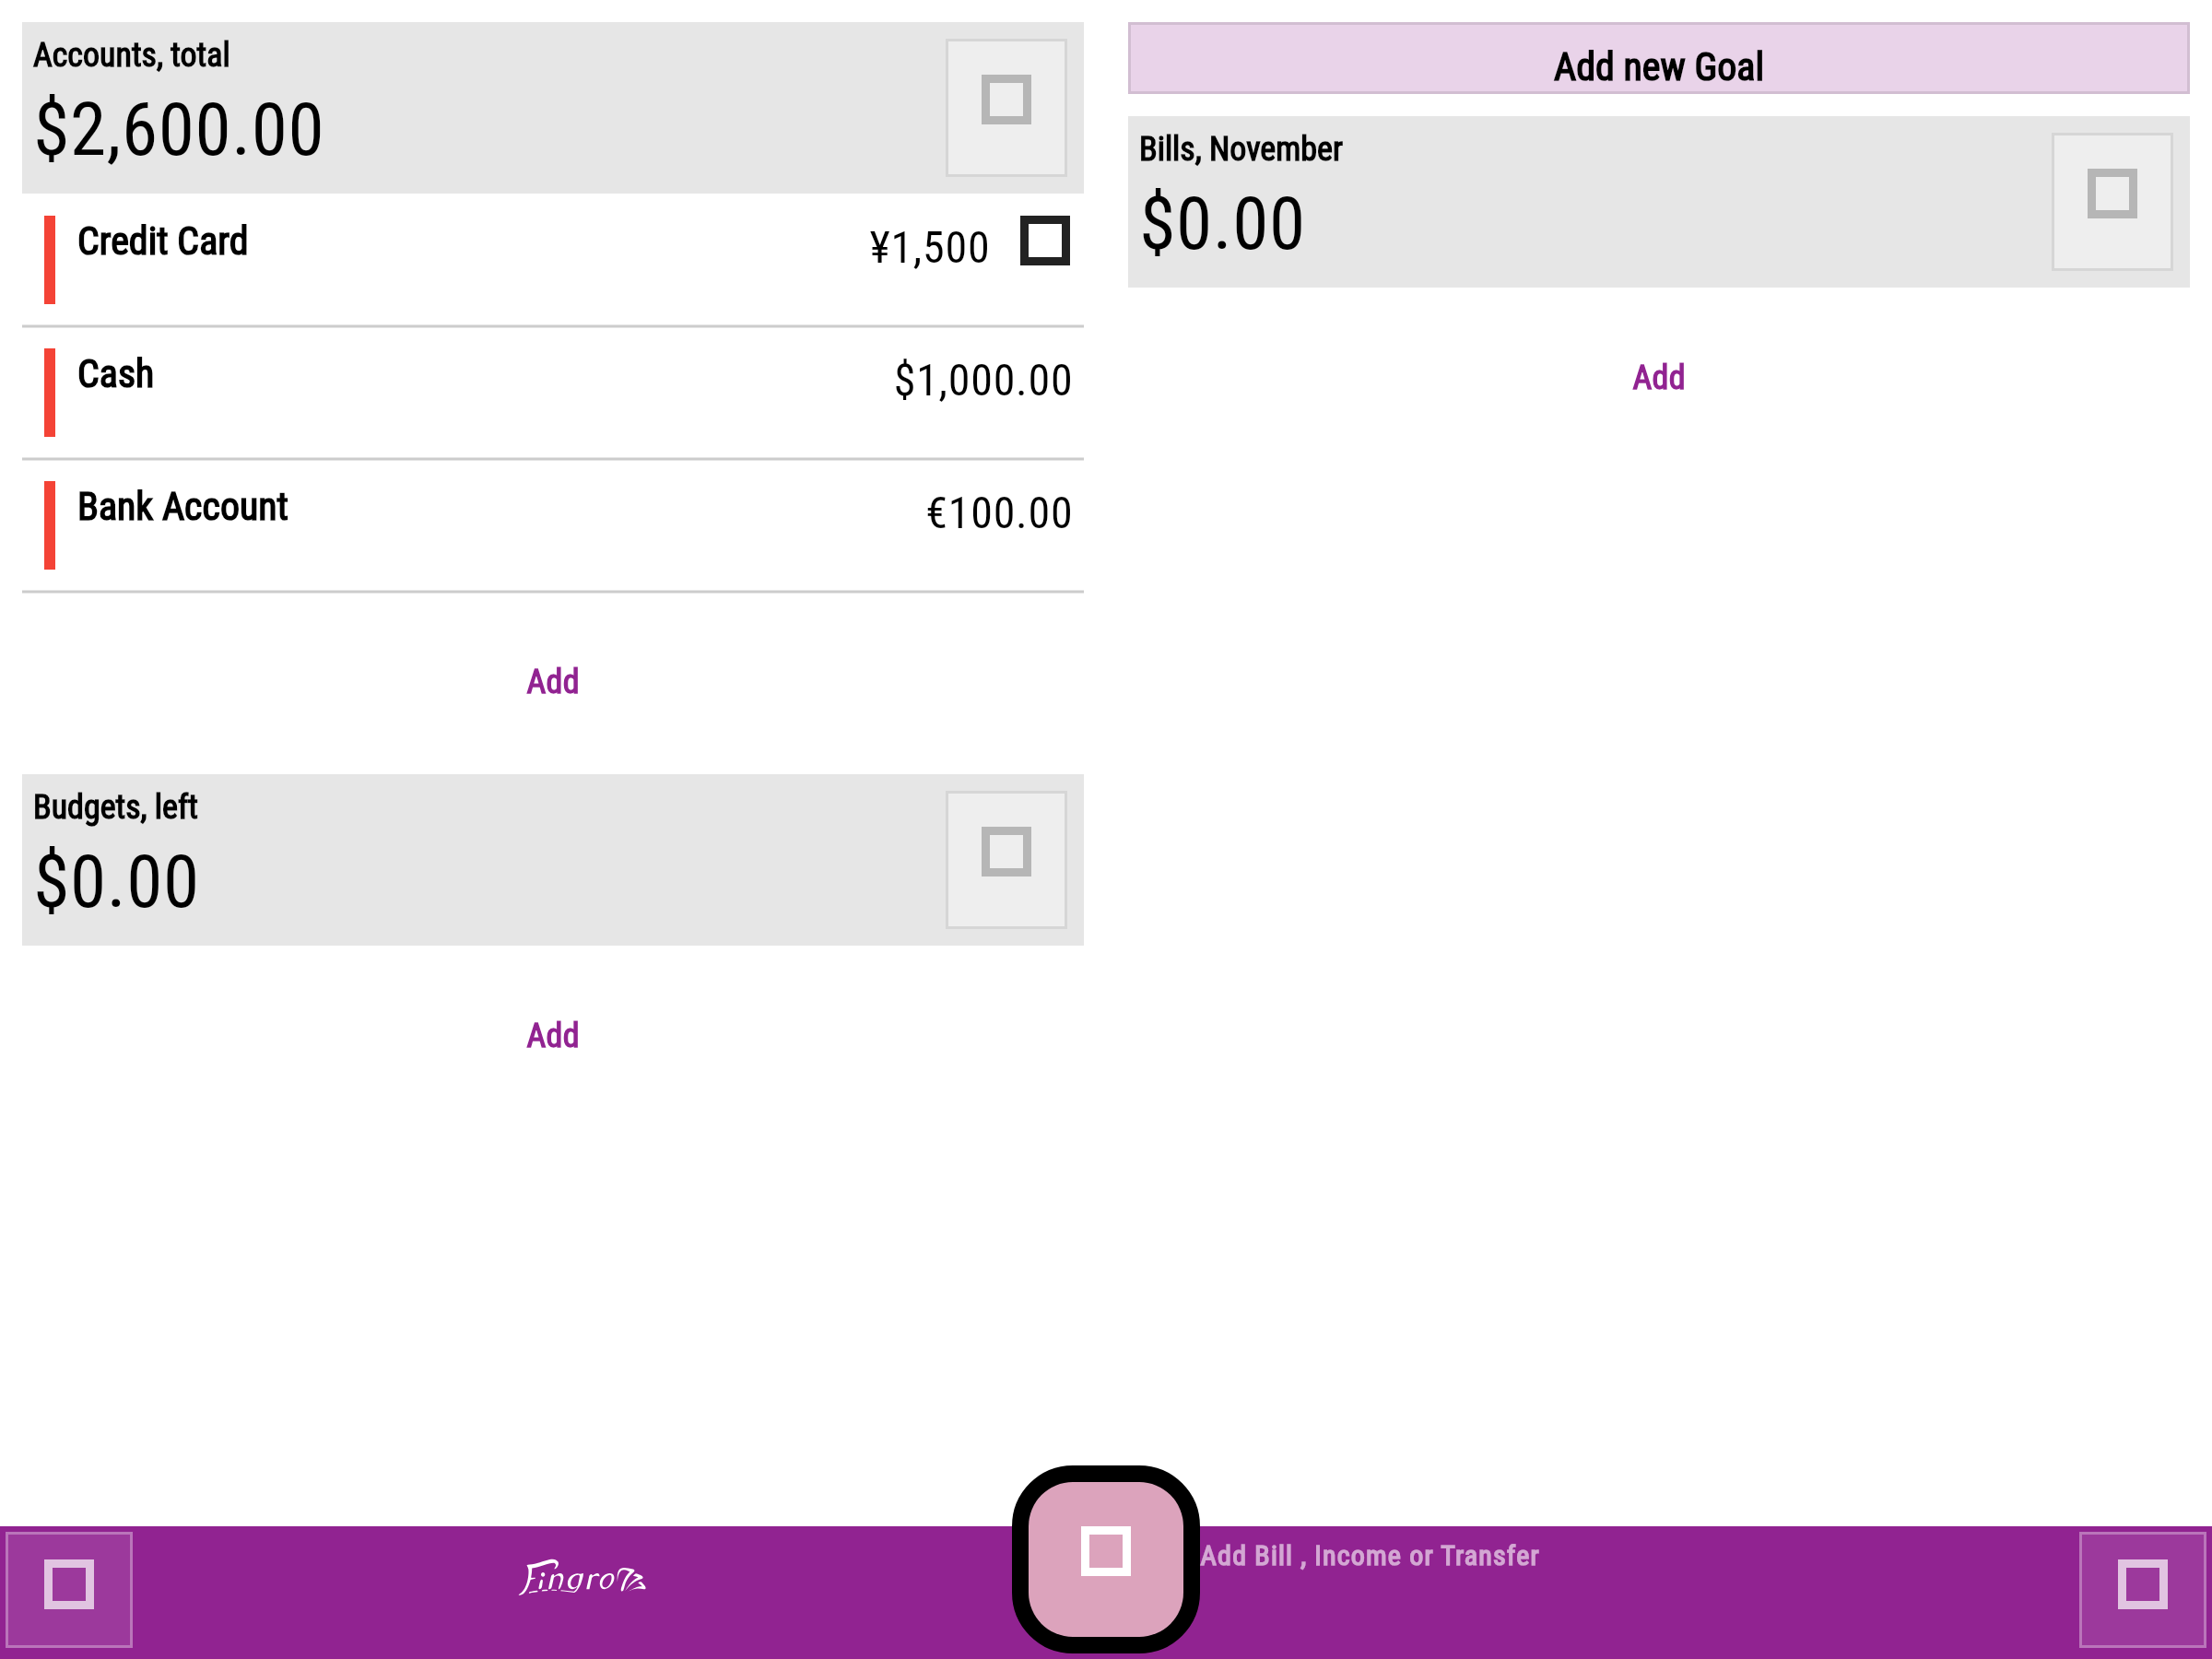 Accounts, total
$2,600.00
Credit Card
¥1,500
Cash
$1,000.00
Bank Account
€100.00
Add
Budgets, left
$0.00
Add
Add new Goal
Bills, November
$0.00
Add
Fingro
Add Bill , Income or Transfer